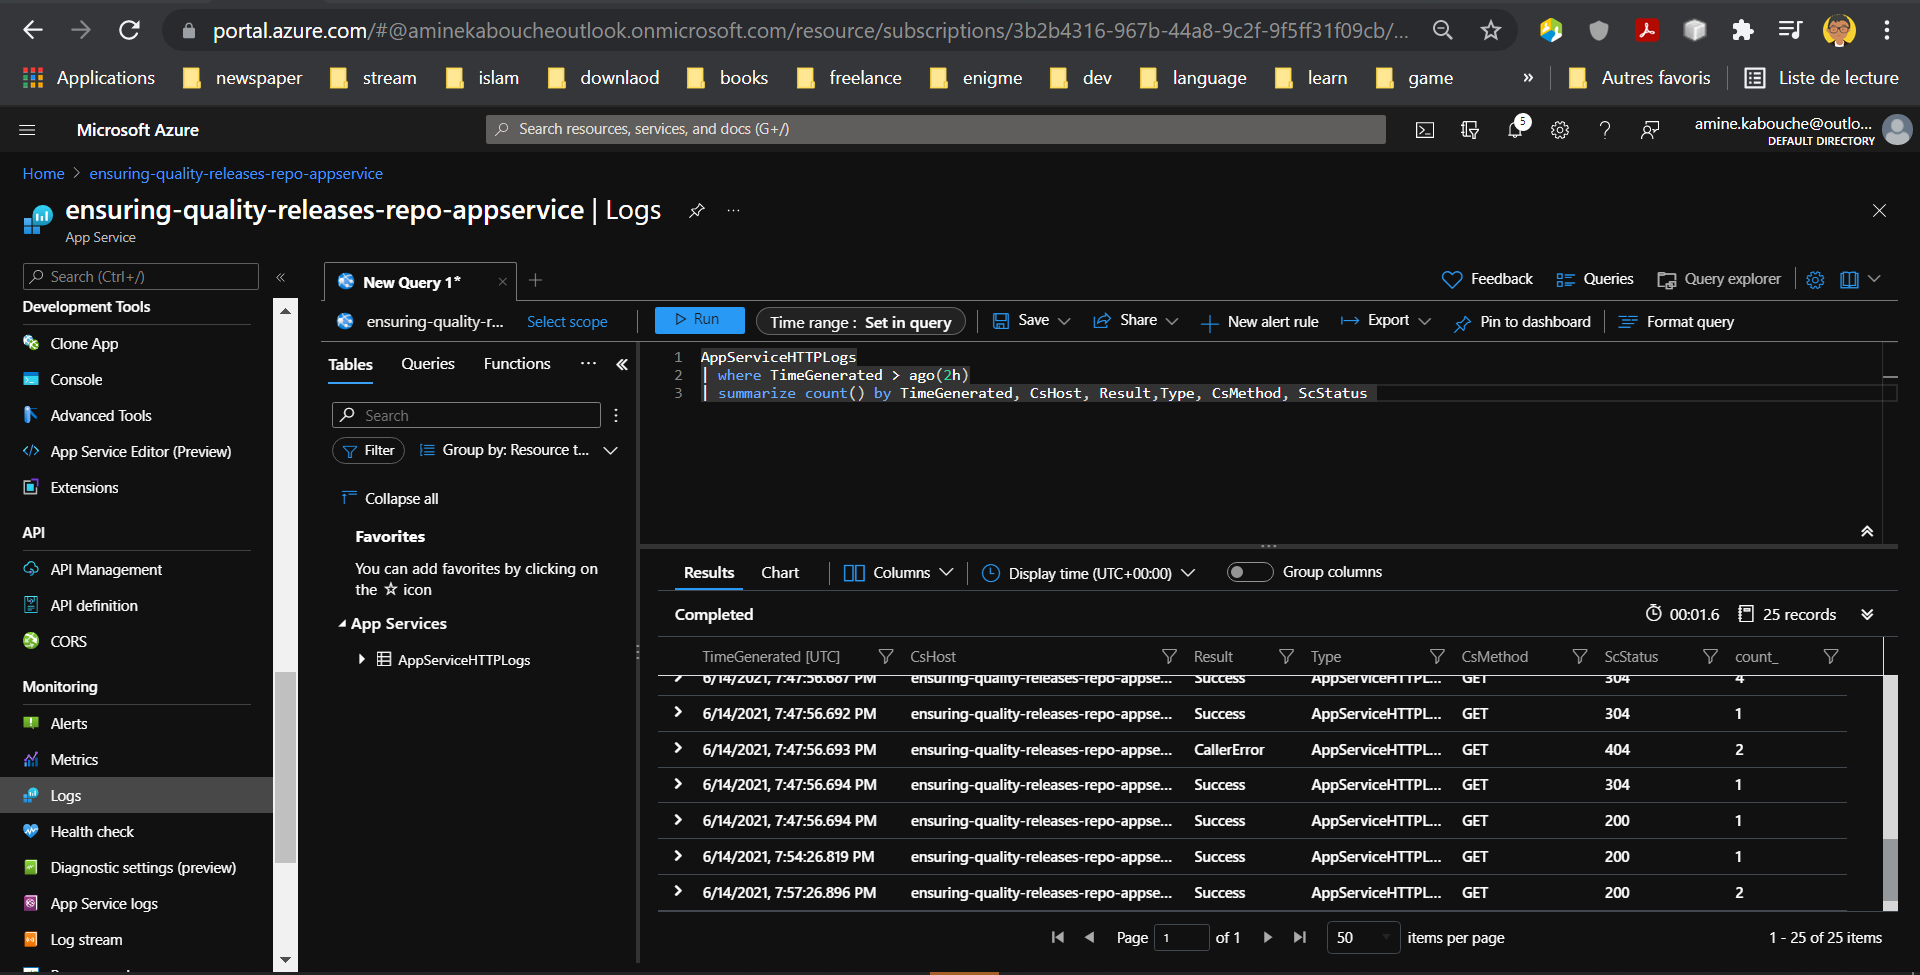 portal.azure.com/#@aminekaboucheoutlook.onmicrosoft.com/resource/subscriptions/3b2b4316-967b-44a8-9c2f-9f5ff31f09cb/...
Applications newspaper stream islam downlaod books freelance enigme dev language learn game » Autres favoris Liste de lecture
Microsoft Azure
Search resources, services, and docs (G+/)
5
amine.kabouche@outlo...
DEFAULT DIRECTORY
Home > ensuring-quality-releases-repo-appservice
ensuring-quality-releases-repo-appservice | Logs
App Service
Search (Ctrl+/)
Development Tools
Clone App
Console
Advanced Tools
App Service Editor (Preview)
Extensions
API
API Management
API definition
CORS
Monitoring
Alerts
Metrics
Logs
Health check
Diagnostic settings (preview)
App Service logs
Log stream
New Query 1*
Feedback Queries Query explorer
ensuring-quality-r... Select scope Run Time range : Set in query Save Share New alert rule Export Pin to dashboard Format query
Tables Queries Functions ...
Search
Filter Group by: Resource t...
Collapse all
Favorites
You can add favorites by clicking on
the ☆ icon
App Services
AppServiceHTTPLogs
1 AppServiceHTTPLogs
2 | where TimeGenerated > ago(2h)
3 | summarize count() by TimeGenerated, CsHost, Result,Type, CsMethod, ScStatus
Results Chart Columns Display time (UTC+00:00) Group columns
Completed 00:01.6 25 records
TimeGenerated [UTC] CsHost Result Type CsMethod ScStatus count_
6/14/2021, 7:47:56.687 PM ensuring-quality-releases-repo-appse... Success AppServiceHTTPL... GET 304 4
6/14/2021, 7:47:56.692 PM ensuring-quality-releases-repo-appse... Success AppServiceHTTPL... GET 304 1
6/14/2021, 7:47:56.693 PM ensuring-quality-releases-repo-appse... CallerError AppServiceHTTPL... GET 404 2
6/14/2021, 7:47:56.694 PM ensuring-quality-releases-repo-appse... Success AppServiceHTTPL... GET 304 1
6/14/2021, 7:47:56.694 PM ensuring-quality-releases-repo-appse... Success AppServiceHTTPL... GET 200 1
6/14/2021, 7:54:26.819 PM ensuring-quality-releases-repo-appse... Success AppServiceHTTPL... GET 200 1
6/14/2021, 7:57:26.896 PM ensuring-quality-releases-repo-appse... Success AppServiceHTTPL... GET 200 2
Page 1 of 1 50 items per page 1 - 25 of 25 items